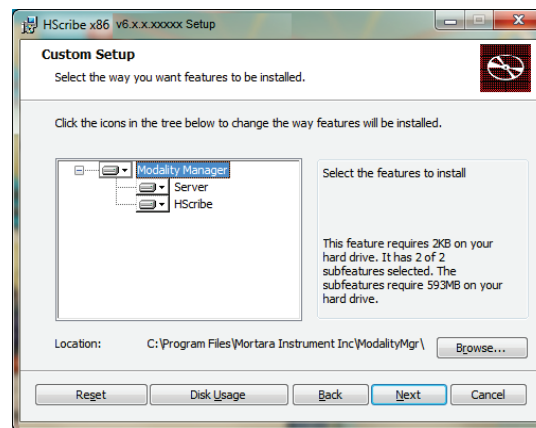 HScribe x86 v6.x.x.xxxxx Setup
Custom Setup
Select the way you want features to be installed.
Click the icons in the tree below to change the way features will be installed.
Modality Manager
Server
HScribe
Select the features to install
This feature requires 2KB on your
hard drive. It has 2 of 2
subfeatures selected. The
subfeatures require 593MB on your
hard drive.
Location: C:\Program Files\Mortara Instrument Inc\ModalityMgr\ Browse...
Reset Disk Usage Back Next Cancel